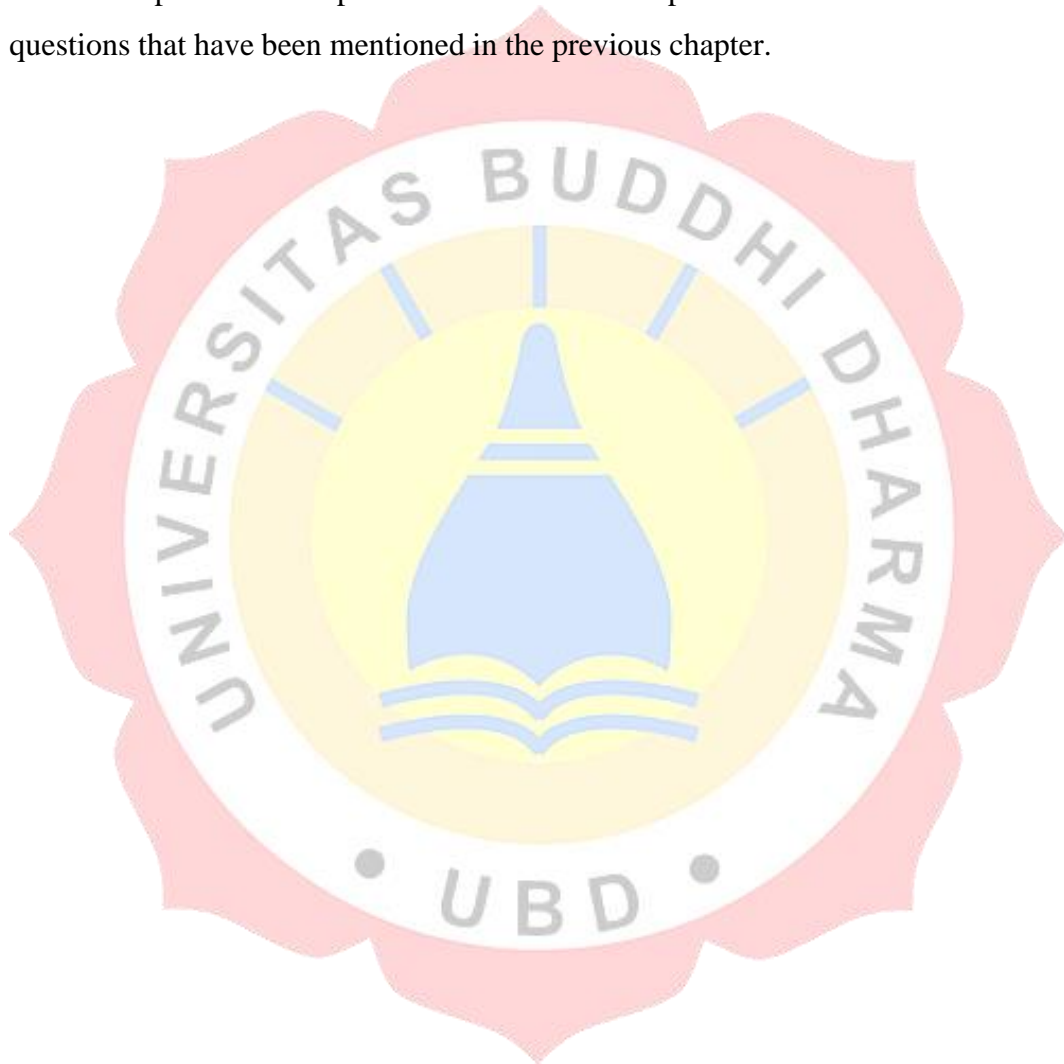 questions that have been mentioned in the previous chapter.
UNIVERSITAS BUDDHI DHARMA
• UBD •